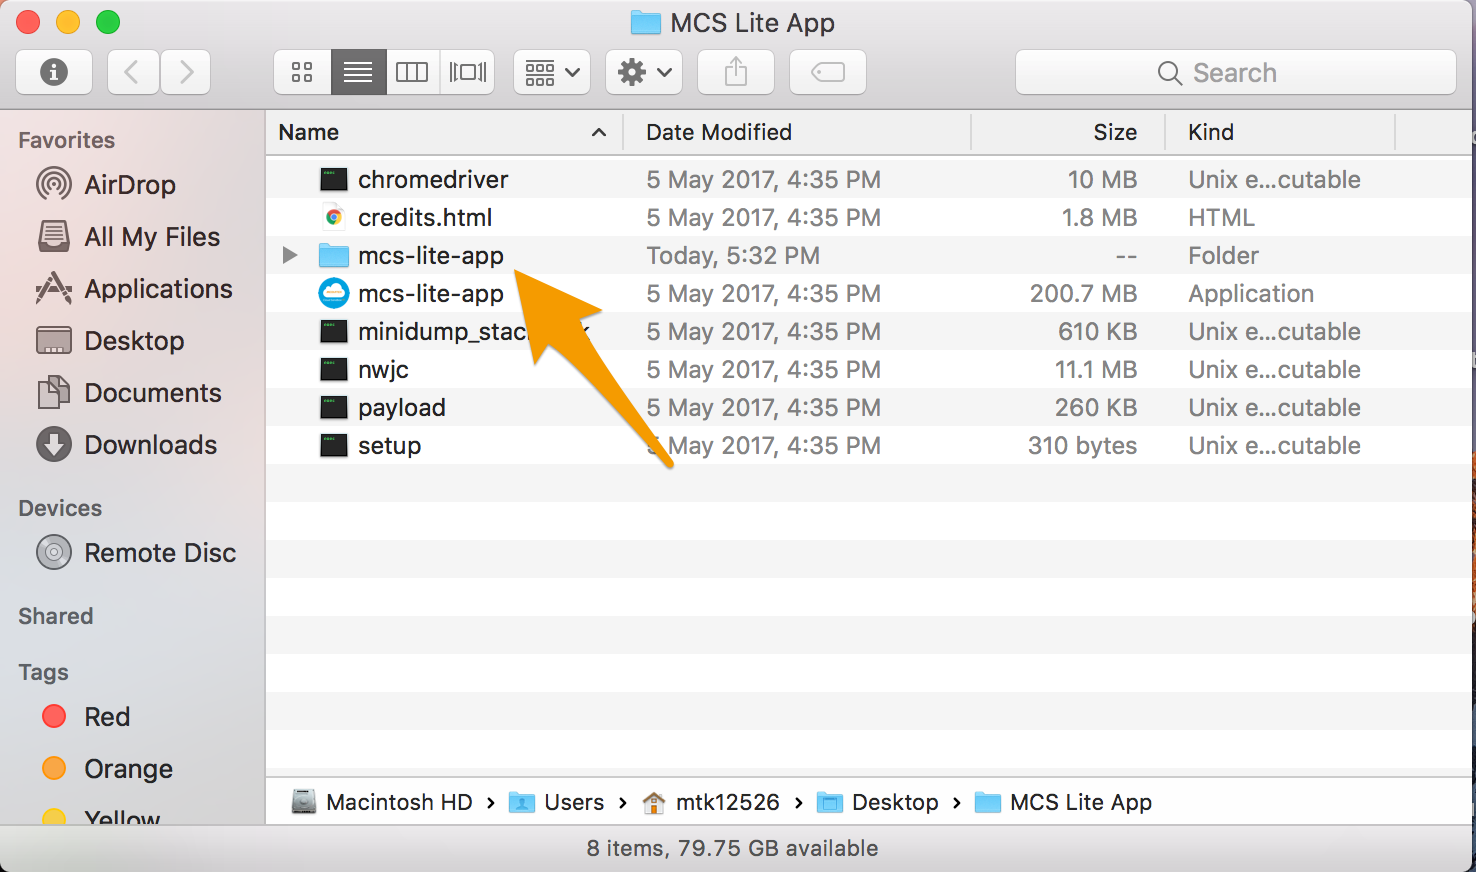 MCS Lite App
Search
Favorites
AirDrop
All My Files
Applications
Desktop
Documents
Downloads
Devices
Remote Disc
Shared
Tags
Red
Orange
Yellow
Name Date Modified Size Kind
chromedriver 5 May 2017, 4:35 PM 10 MB Unix e...cutable
credits.html 5 May 2017, 4:35 PM 1.8 MB HTML
mcs-lite-app Today, 5:32 PM -- Folder
mcs-lite-app 5 May 2017, 4:35 PM 200.7 MB Application
5 May 2017, 4:35 PM 610 KB Unix e...cutable
nwjc 5 May 2017, 4:35 PM 11.1 MB Unix e...cutable
payload 5 May 2017, 4:35 PM 260 KB Unix e...cutable
setup 5 May 2017, 4:35 PM 310 bytes Unix e...cutable
Macintosh HD › Users › mtk12526 › Desktop › MCS Lite App
8 items, 79.75 GB available